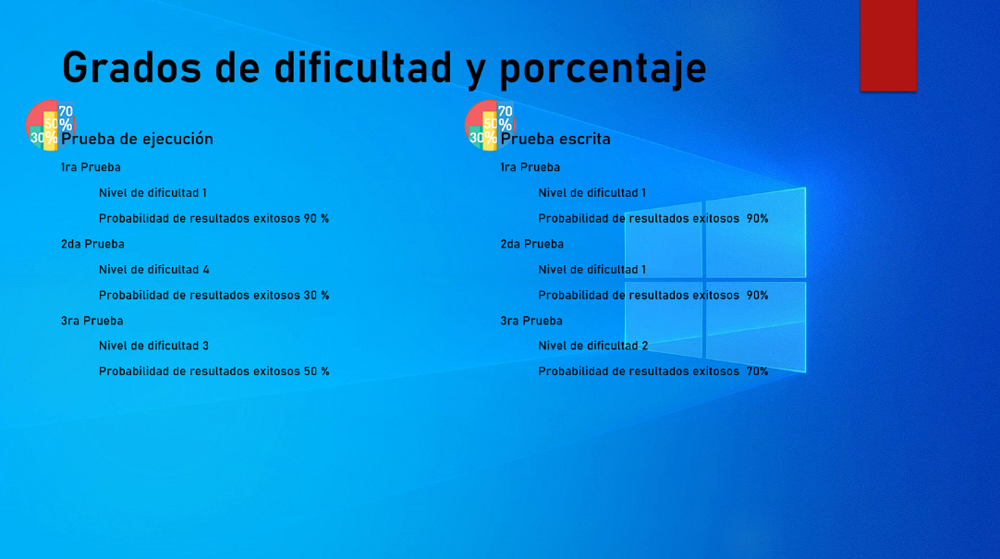 Grados de dificultad y porcentaje
70
50 %
30%
Prueba de ejecución
1ra Prueba
Nivel de dificultad 1
Probabilidad de resultados exitosos 90 %
2da Prueba
Nivel de dificultad 4
Probabilidad de resultados exitosos 30 %
3ra Prueba
Nivel de dificultad 3
Probabilidad de resultados exitosos 50 %
70
50 %
30%
Prueba escrita
1ra Prueba
Nivel de dificultad 1
Probabilidad de resultados exitosos 90%
2da Prueba
Nivel de dificultad 1
Probabilidad de resultados exitosos 90%
3ra Prueba
Nivel de dificultad 2
Probabilidad de resultados exitosos 70%